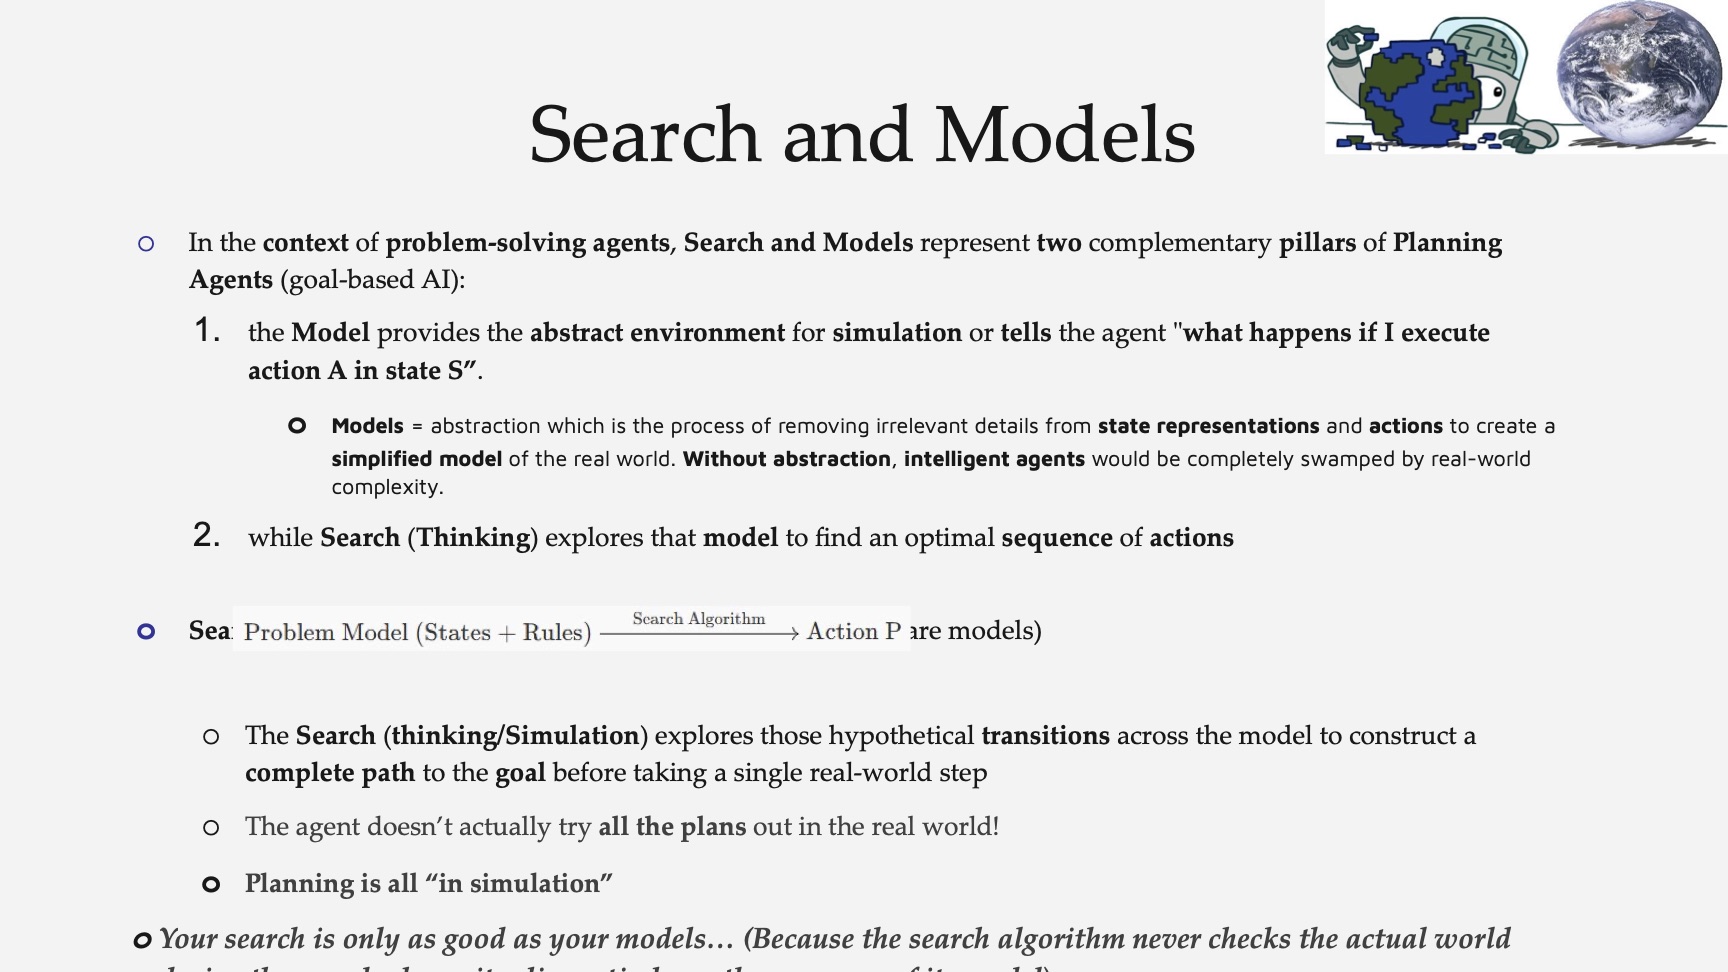 Search and Models
In the context of problem-solving agents, Search and Models represent two complementary pillars of Planning
Agents (goal-based AI):
1. the Model provides the abstract environment for simulation or tells the agent "what happens if I execute
action A in state S”.
Models = abstraction which is the process of removing irrelevant details from state representations and actions to create a
simplified model of the real world. Without abstraction, intelligent agents would be completely swamped by real-world
complexity.
2. while Search (Thinking) explores that model to find an optimal sequence of actions
Search Algorithm
Sear Problem Model (States + Rules) ⟶ Action P are models)
The Search (thinking/Simulation) explores those hypothetical transitions across the model to construct a
complete path to the goal before taking a single real-world step
The agent doesn’t actually try all the plans out in the real world!
Planning is all “in simulation”
Your search is only as good as your models… (Because the search algorithm never checks the actual world